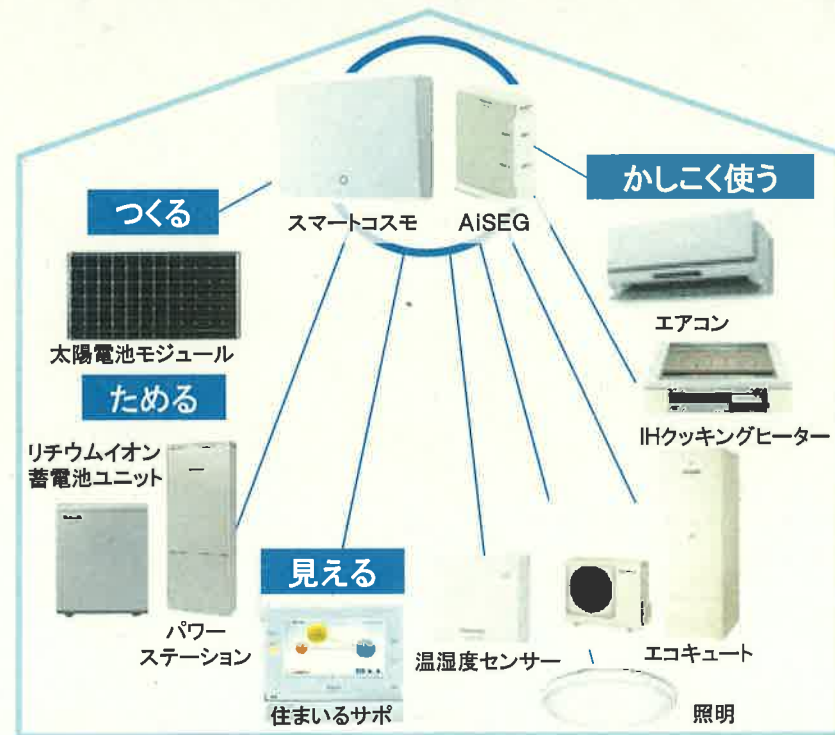 かしこく使う
つくる
スマートコスモ
AiSEG
エアコン
太陽電池モジュール
ためる
IHクッキングヒーター
リチウムイオン
蓄電池ユニット
見える
パワー
ステーション
温湿度センサー
エコキュート
住まいるサポ
照明